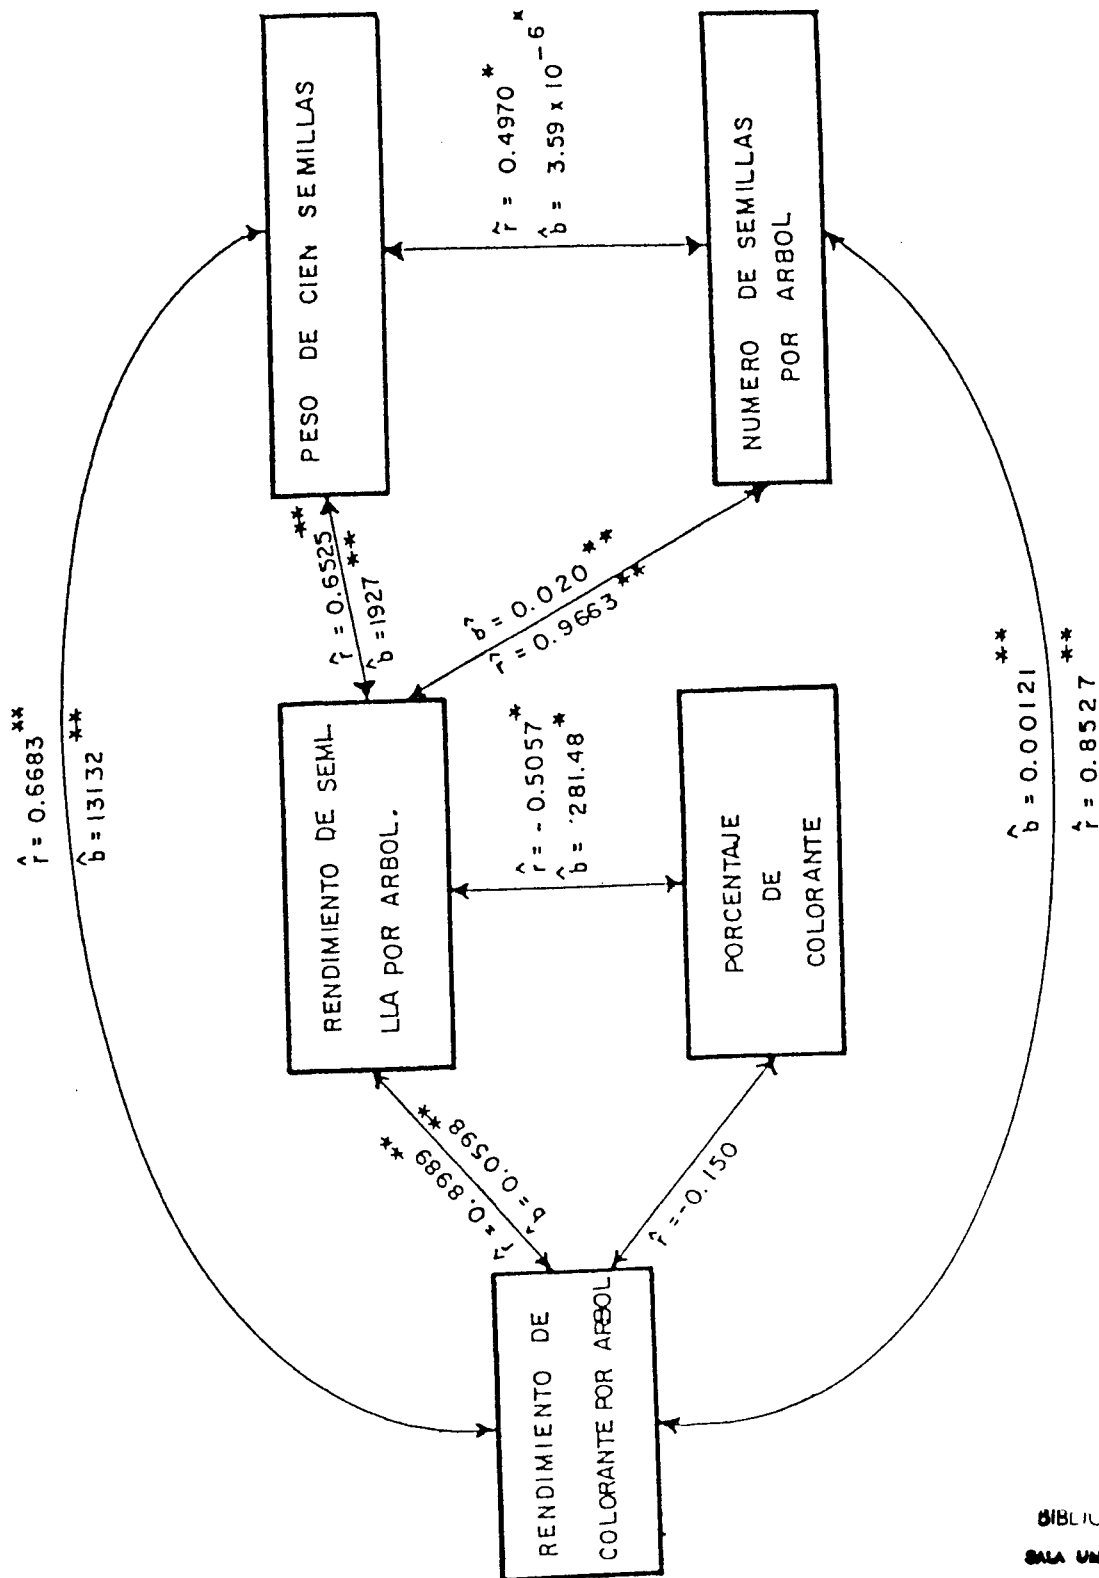 r̂ = 0.6683**
b̂ = 13132**
PESO DE CIEN SEMILLAS
r̂ = 0.6525**
b̂ = 1927**
r̂ = 0.4970*
b̂ = 3.59 x 10-6*
RENDIMIENTO DE SEMI-
LLA POR ARBOL.
b̂ = 0.020**
r̂ = 0.9663**
NUMERO DE SEMILLAS
POR ARBOL
r̂ = -0.5057*
b̂ = -281.48*
r̂ = 0.8989**
b̂ = 0.0598**
PORCENTAJE
DE
COLORANTE
r̂ = -0.150
RENDIMIENTO DE
COLORANTE POR ARBOL
b̂ = 0.00121**
r̂ = 0.8527**
SALA